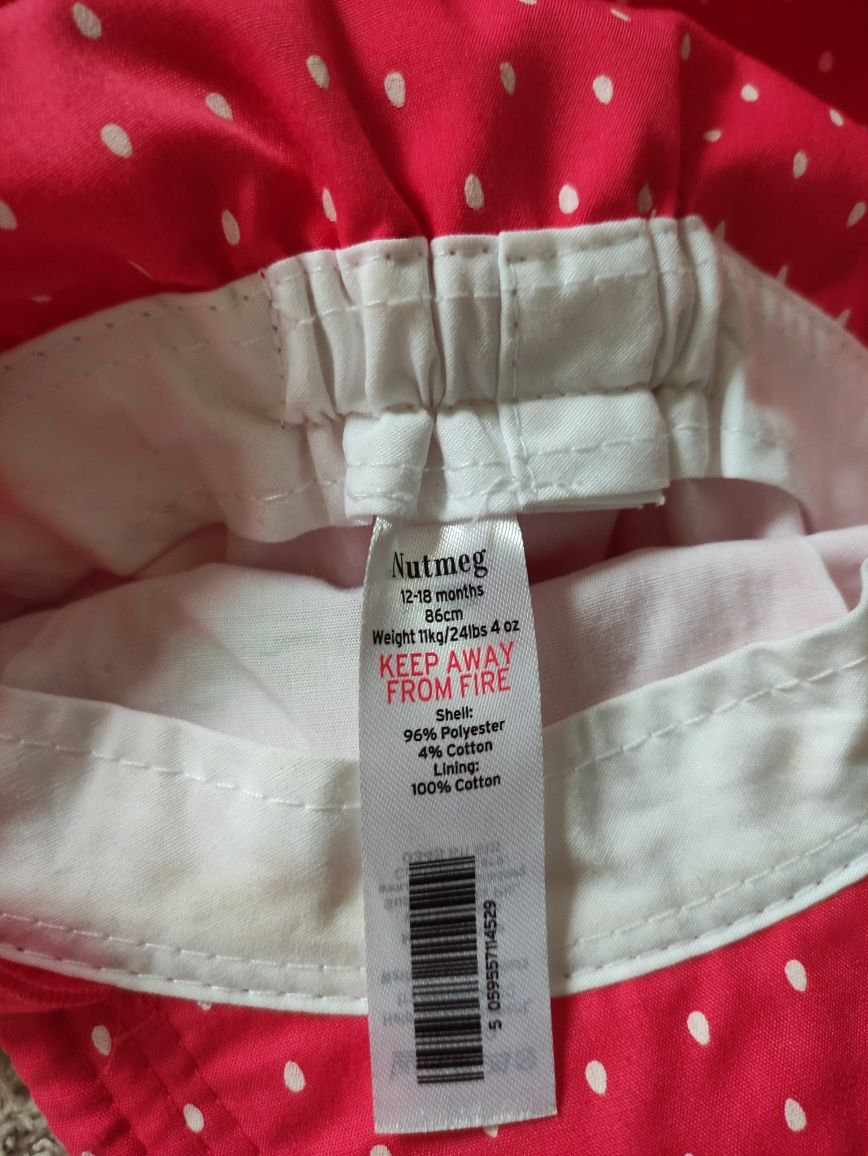 Nutmeg
12-18 months
86cm
Weight 11kg/24lbs 4 oz
KEEP AWAY
FROM FIRE
Shell:
96% Polyester
4% Cotton
Lining:
100% Cotton
5 059557 114529